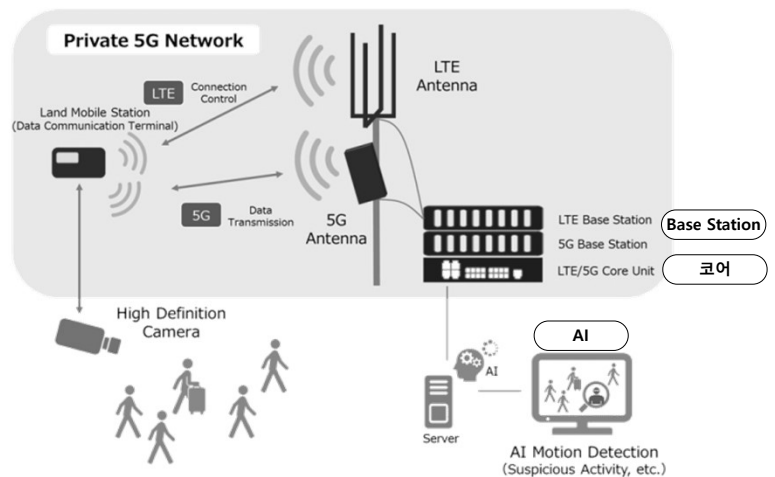 Private 5G Network
LTE
Connection
Control
LTE
Antenna
Land Mobile Station
(Data Communication Terminal)
5G
Data
Transmission
5G
Antenna
LTE Base Station
Base Station
5G Base Station
LTE/5G Core Unit
코어
High Definition
Camera
AI
AI
Server
AI Motion Detection
(Suspicious Activity, etc.)